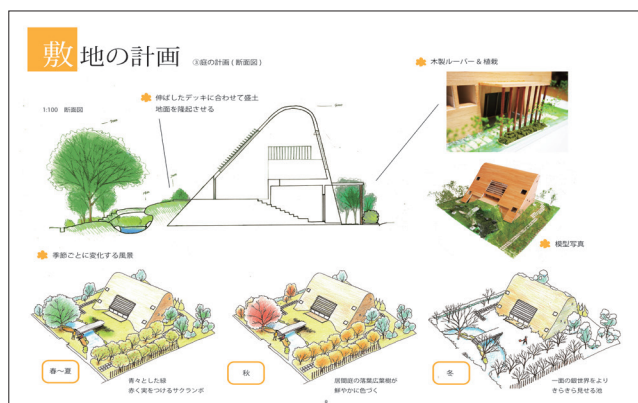 敷地の計画 ③庭の計画(断面図)
木製ルーバー & 植栽
1:100 断面図
伸ばしたデッキに合わせて盛土
地面を隆起させる
模型写真
季節ごとに変化する風景
春〜夏
青々とした緑
赤く実をつけるサクランボ
秋
居間庭の落葉広葉樹が
鮮やかに色づく
冬
一面の銀世界をより
きらきら見せる池